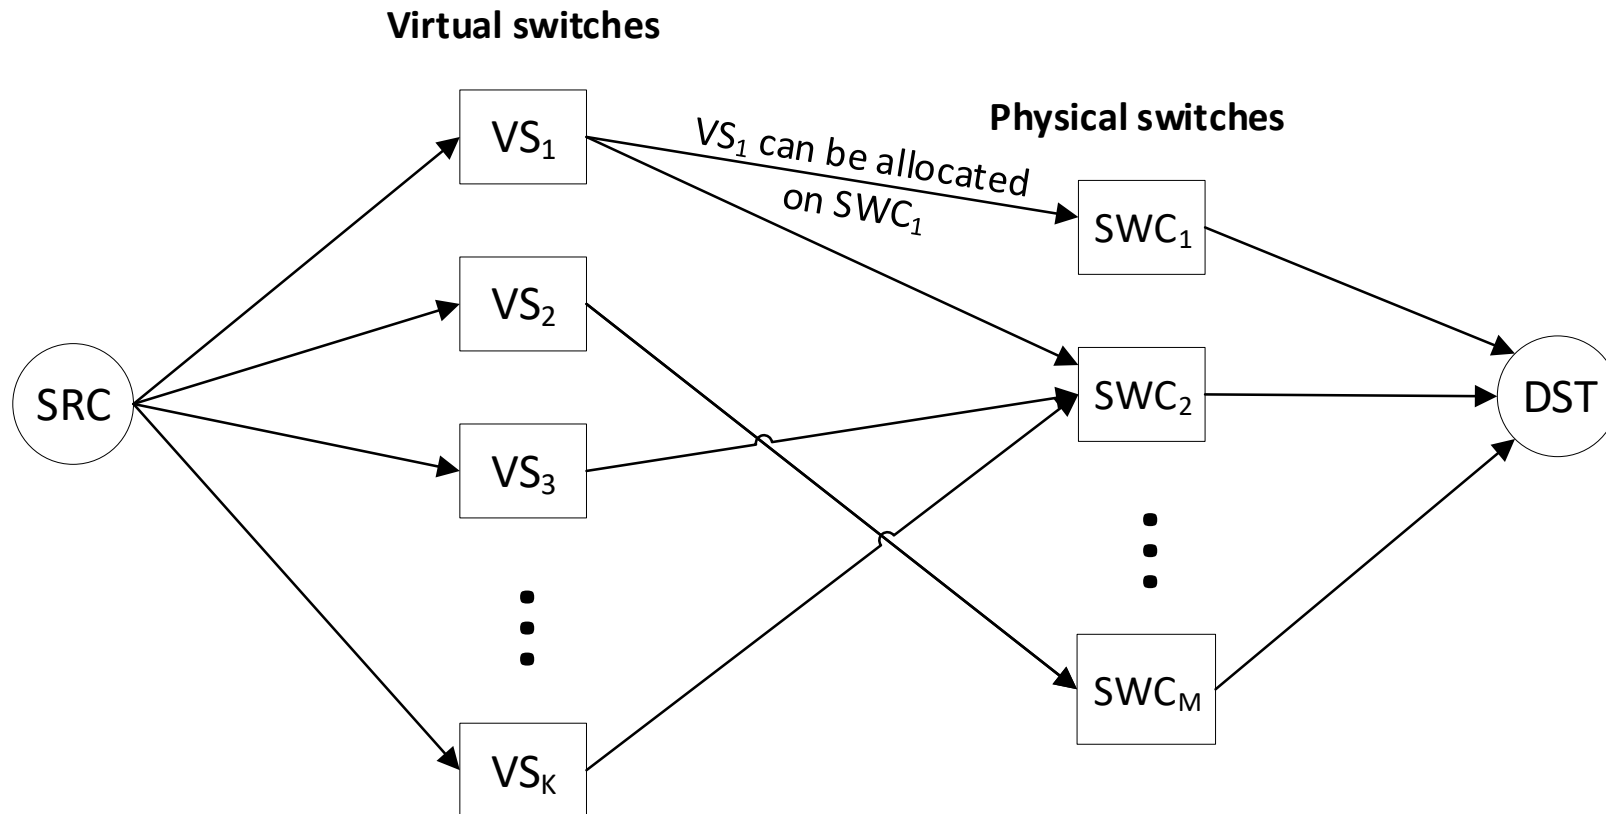 Virtual switches
Physical switches
VS1
VS1 can be allocated
on SWC1
SWC1
VS2
SRC
SWC2
DST
VS3
SWCM
VSK